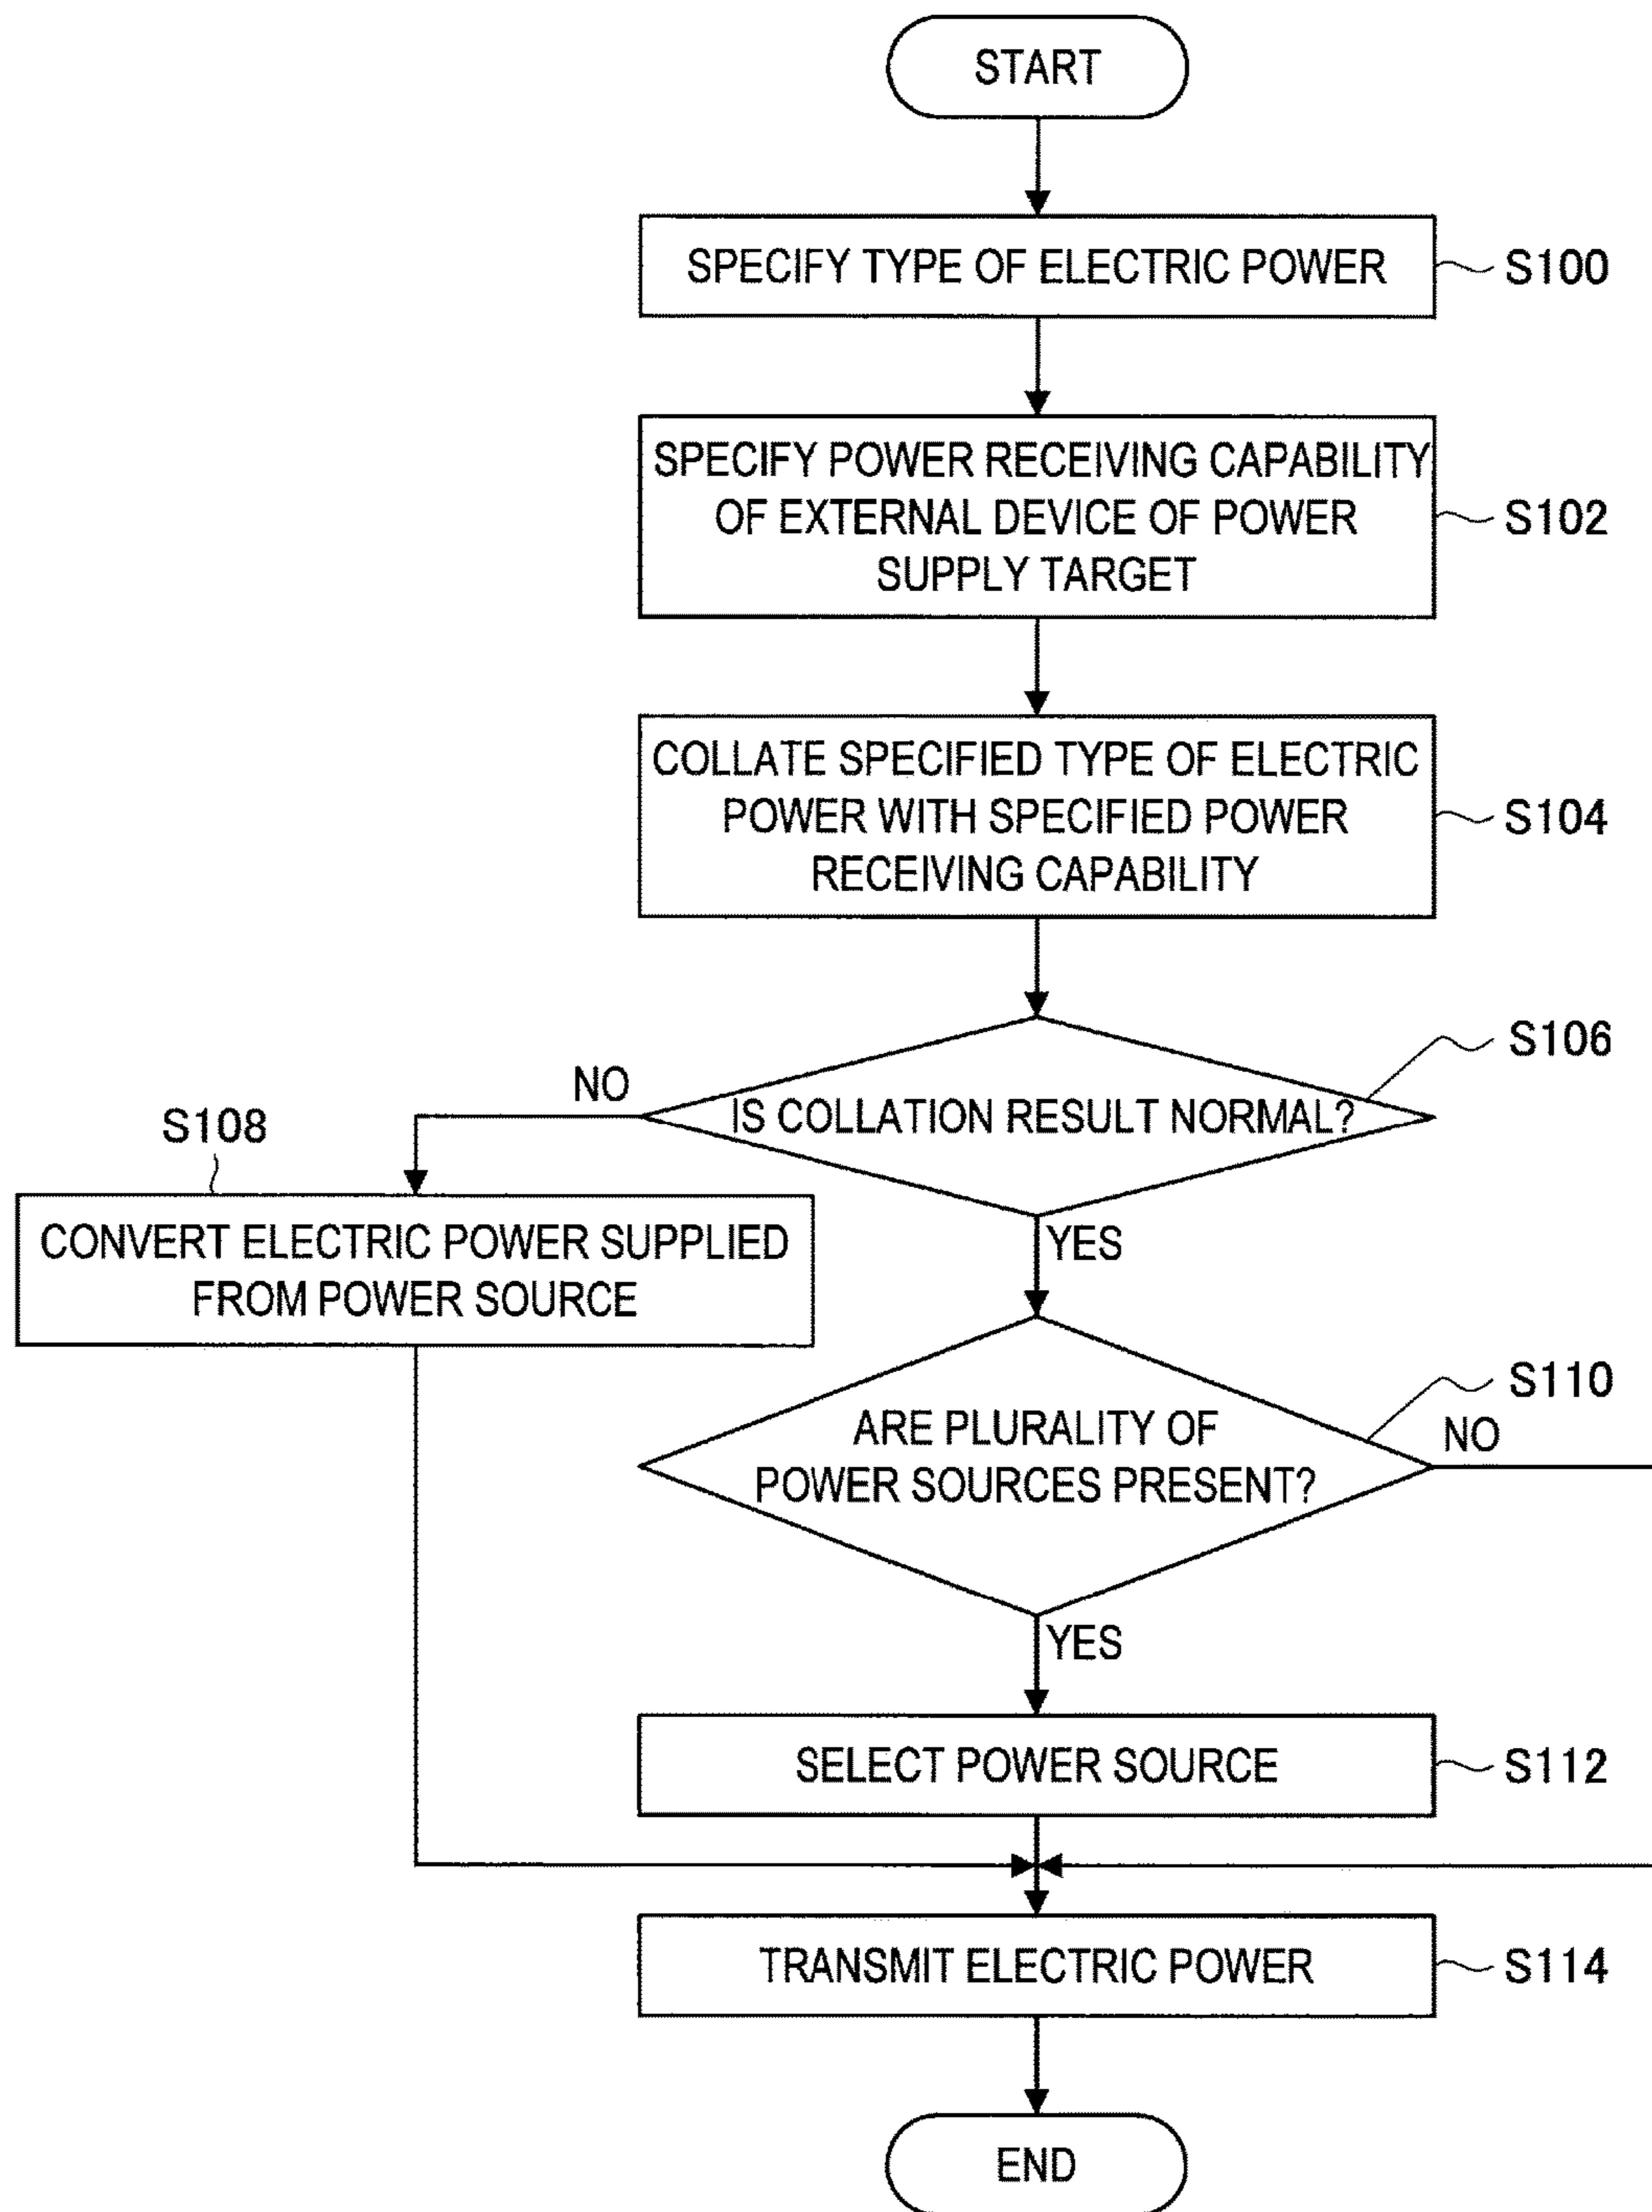 START
SPECIFY TYPE OF ELECTRIC POWER
S100
SPECIFY POWER RECEIVING CAPABILITY
OF EXTERNAL DEVICE OF POWER
SUPPLY TARGET
S102
COLLATE SPECIFIED TYPE OF ELECTRIC
POWER WITH SPECIFIED POWER
RECEIVING CAPABILITY
S104
IS COLLATION RESULT NORMAL?
S106
NO
YES
S108
CONVERT ELECTRIC POWER SUPPLIED
FROM POWER SOURCE
ARE PLURALITY OF
POWER SOURCES PRESENT?
S110
NO
YES
SELECT POWER SOURCE
S112
TRANSMIT ELECTRIC POWER
S114
END